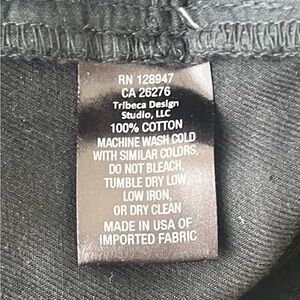 RN 128947
CA 26276
Tribeca Design
Studio, LLC
100% COTTON
MACHINE WASH COLD
WITH SIMILAR COLORS,
DO NOT BLEACH,
TUMBLE DRY LOW
LOW IRON,
OR DRY CLEAN
MADE IN USA OF
IMPORTED FABRIC